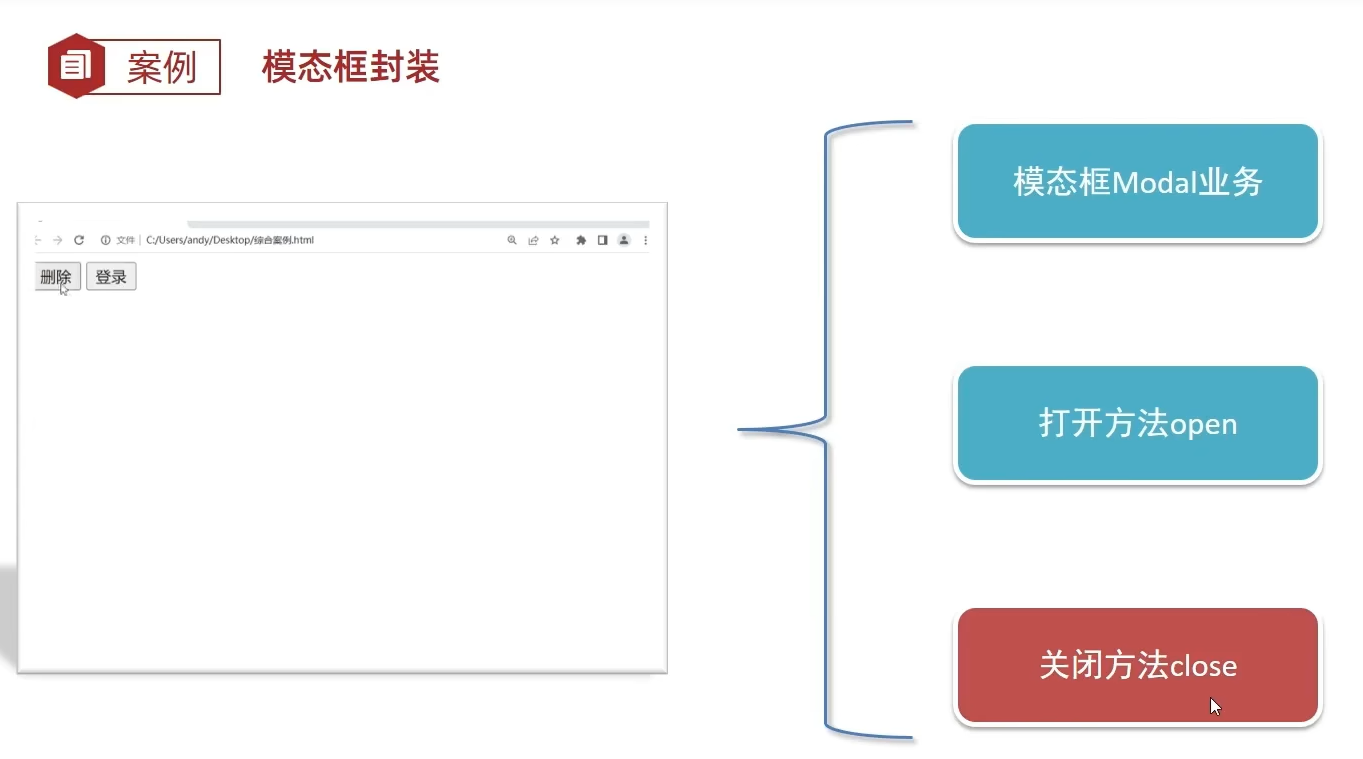 案例
模态框封装
文件 | C:/Users/andy/Desktop/综合案例.html
删除 登录
模态框Modal业务
打开方法open
关闭方法close